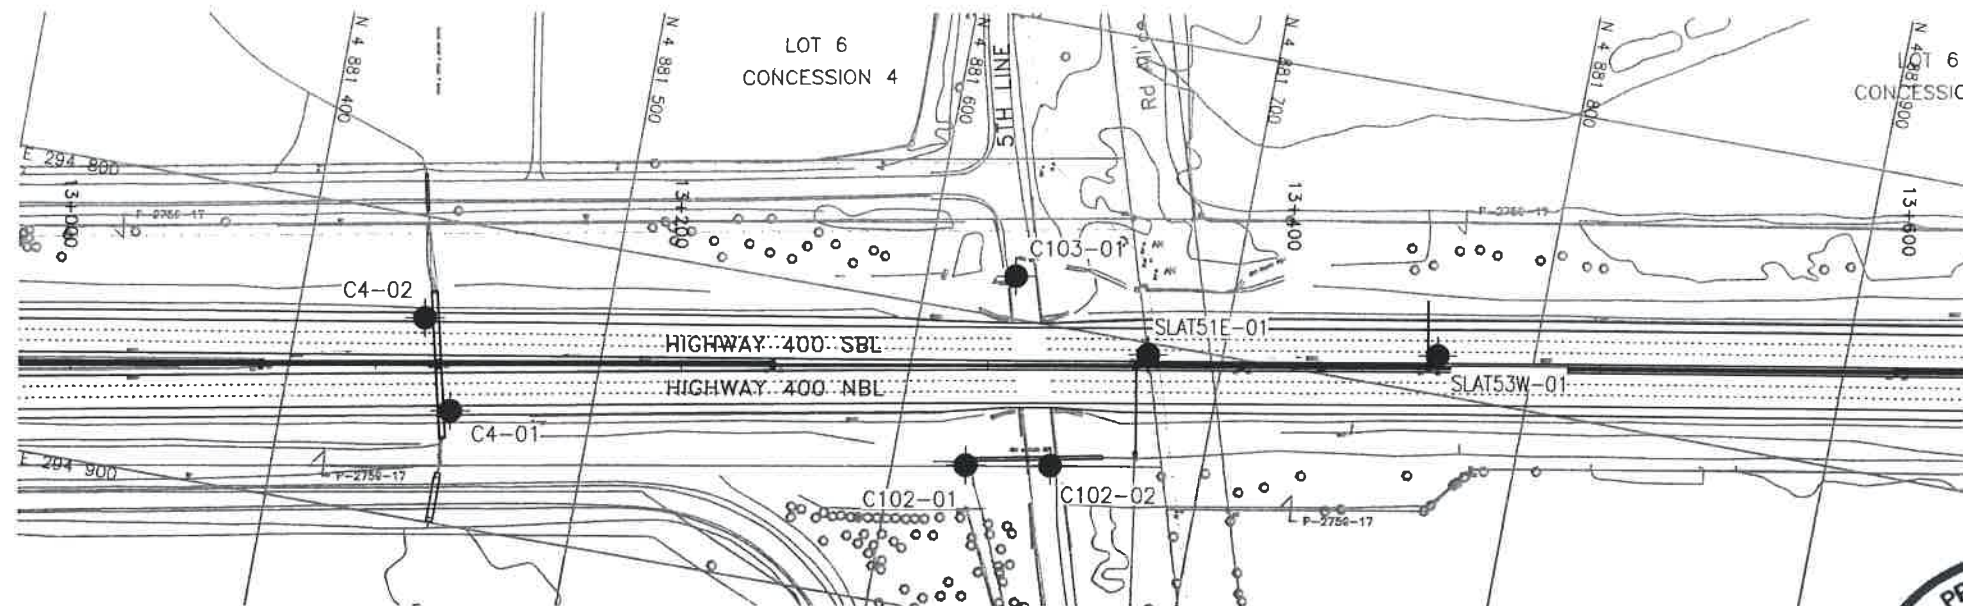 LOT 6
CONCESSION 4
N 4 881 400
N 4 881 500
N 4 881 600
5TH LINE
N 4 881 700
N 4 881 800
N 4 881 900
LOT 6
CONCESSIO
E 294 800
13+000
P-2756-17
13+200
13+400
P-2756-17
13+600
C103-01
C4-02
SLAT51E-01
HIGHWAY 400 SBL
HIGHWAY 400 NBL
SLAT53W-01
C4-01
E 294 900
P-2756-17
C102-01
C102-02
P-2756-17